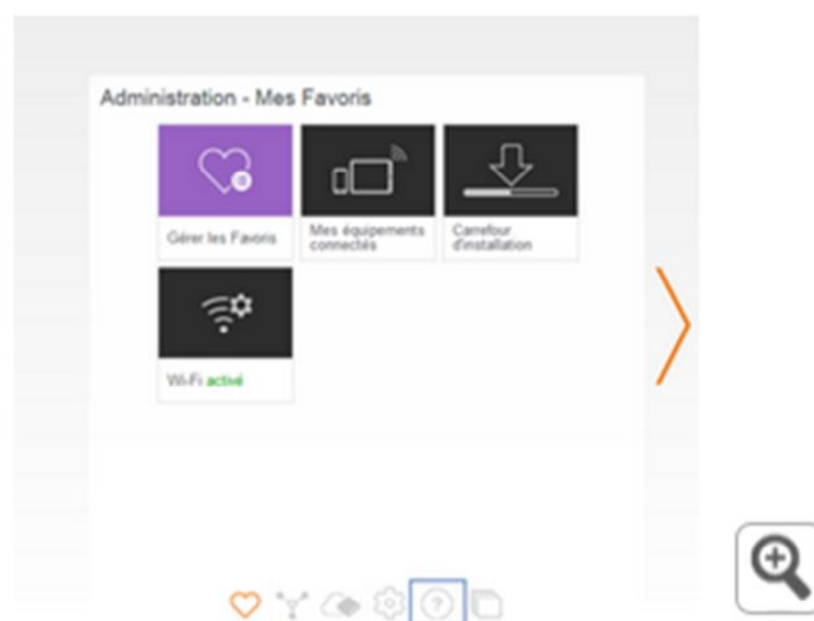 Administration - Mes Favoris
Gérer les Favoris
Mes équipements
connectés
Carrefour
d'installation
Wi-Fi activé
?